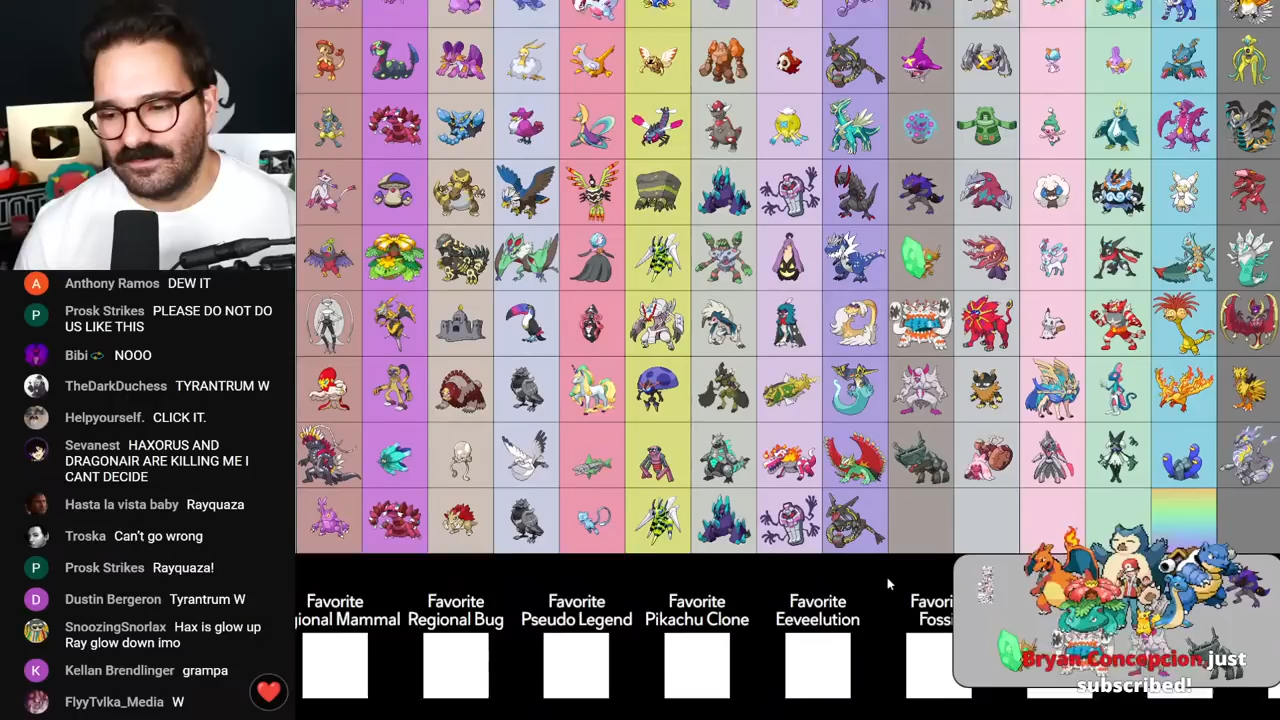 Anthony Ramos DEW IT
Prosk Strikes PLEASE DO NOT DO
US LIKE THIS
Bibi NOOO
TheDarkDuchess TYRANTRUM W
Helpyourself. CLICK IT.
Sevanest HAXORUS AND
DRAGONAIR ARE KILLING ME I
CANT DECIDE
Hasta la vista baby Rayquaza
Troska Can't go wrong
Prosk Strikes Rayquaza!
Dustin Bergeron Tyrantrum W
SnoozingSnorlax Hax is glow up
Ray glow down imo
Kellan Brendlinger grampa
FlyyTvlka_Media W
Favorite
gional Mammal
Favorite
Regional Bug
Favorite
Pseudo Legend
Favorite
Pikachu Clone
Favorite
Eeveelution
Favori
Foss
Bryan Concepcion just
subscribed!